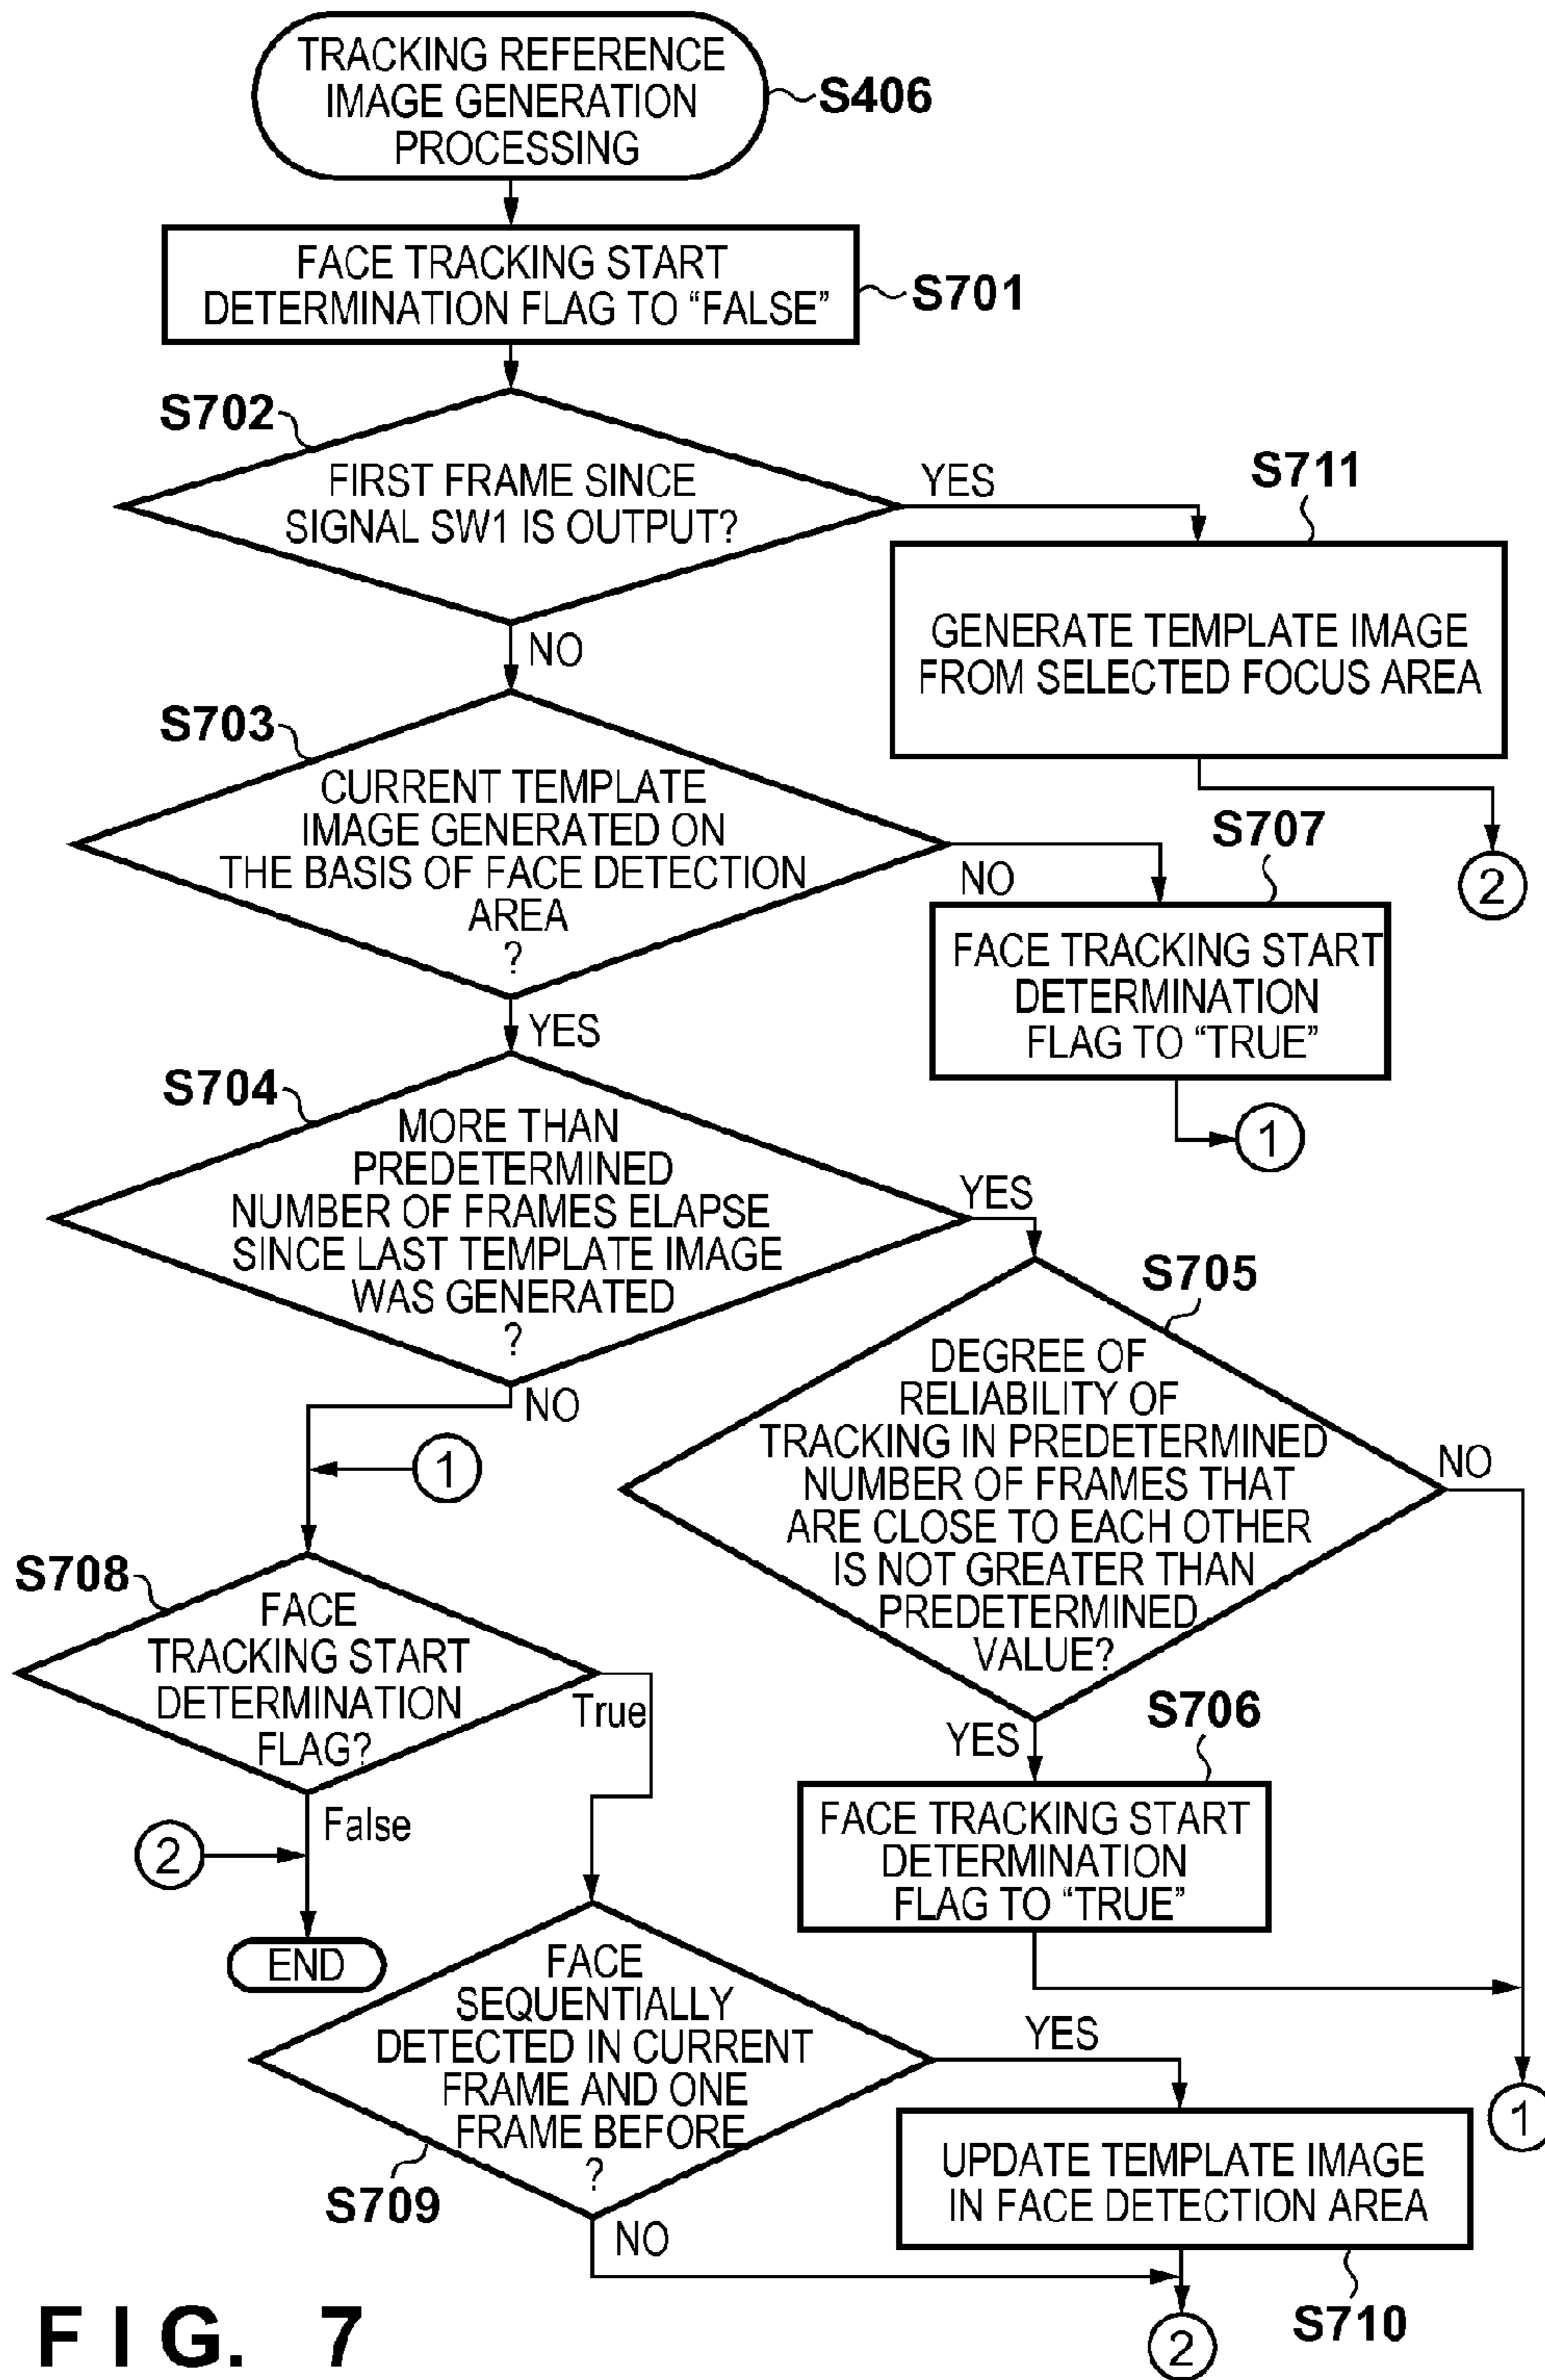 TRACKING REFERENCE
IMAGE GENERATION
PROCESSING
S406
FACE TRACKING START
DETERMINATION FLAG TO “FALSE”
S701
S702
FIRST FRAME SINCE
SIGNAL SW1 IS OUTPUT?
YES
NO
S711
GENERATE TEMPLATE IMAGE
FROM SELECTED FOCUS AREA
2
S703
CURRENT TEMPLATE
IMAGE GENERATED ON
THE BASIS OF FACE DETECTION
AREA
?
NO
YES
S707
FACE TRACKING START
DETERMINATION
FLAG TO “TRUE”
1
S704
MORE THAN
PREDETERMINED
NUMBER OF FRAMES ELAPSE
SINCE LAST TEMPLATE IMAGE
WAS GENERATED
?
YES
NO
1
S705
DEGREE OF
RELIABILITY OF
TRACKING IN PREDETERMINED
NUMBER OF FRAMES THAT
ARE CLOSE TO EACH OTHER
IS NOT GREATER THAN
PREDETERMINED
VALUE?
NO
YES
S706
FACE TRACKING START
DETERMINATION
FLAG TO “TRUE”
1
S708
FACE
TRACKING START
DETERMINATION
FLAG?
True
False
2
END
FACE
SEQUENTIALLY
DETECTED IN CURRENT
FRAME AND ONE
FRAME BEFORE
?
S709
YES
NO
UPDATE TEMPLATE IMAGE
IN FACE DETECTION AREA
S710
2
FIG. 7